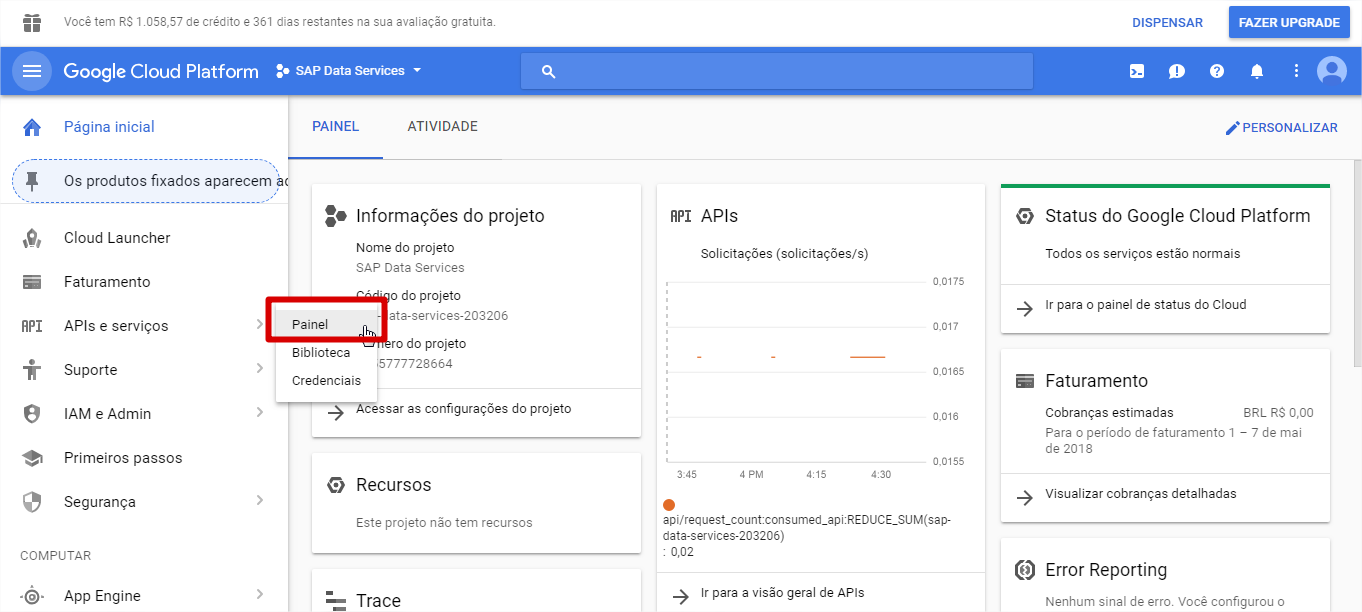 Você tem R$ 1.058,57 de crédito e 361 dias restantes na sua avaliação gratuita.
DISPENSAR
FAZER UPGRADE
Google Cloud Platform
SAP Data Services
Página inicial
Os produtos fixados aparecem
Cloud Launcher
Faturamento
APIs e serviços
Suporte
IAM e Admin
Primeiros passos
Segurança
COMPUTAR
App Engine
Painel
Biblioteca
Credenciais
PAINEL
ATIVIDADE
PERSONALIZAR
Informações do projeto
Nome do projeto
SAP Data Services
Código do projeto
data-services-203206
do projeto
5777728664
Acessar as configurações do projeto
Recursos
Este projeto não tem recursos
Trace
API APIs
Solicitações (solicitações/s)
0,0175
0,017
0,0165
0,016
0,0155
3:45
4 PM
4:15
4:30
api/request_count:consumed_api:REDUCE_SUM(sap-
data-services-203206)
: 0,02
Ir para a visão geral de APIs
Status do Google Cloud Platform
Todos os serviços estão normais
Ir para o painel de status do Cloud
Faturamento
Cobranças estimadas
BRL R$ 0,00
Para o período de faturamento 1 – 7 de mai
de 2018
Visualizar cobranças detalhadas
Error Reporting
Nenhum sinal de erro. Você configurou o